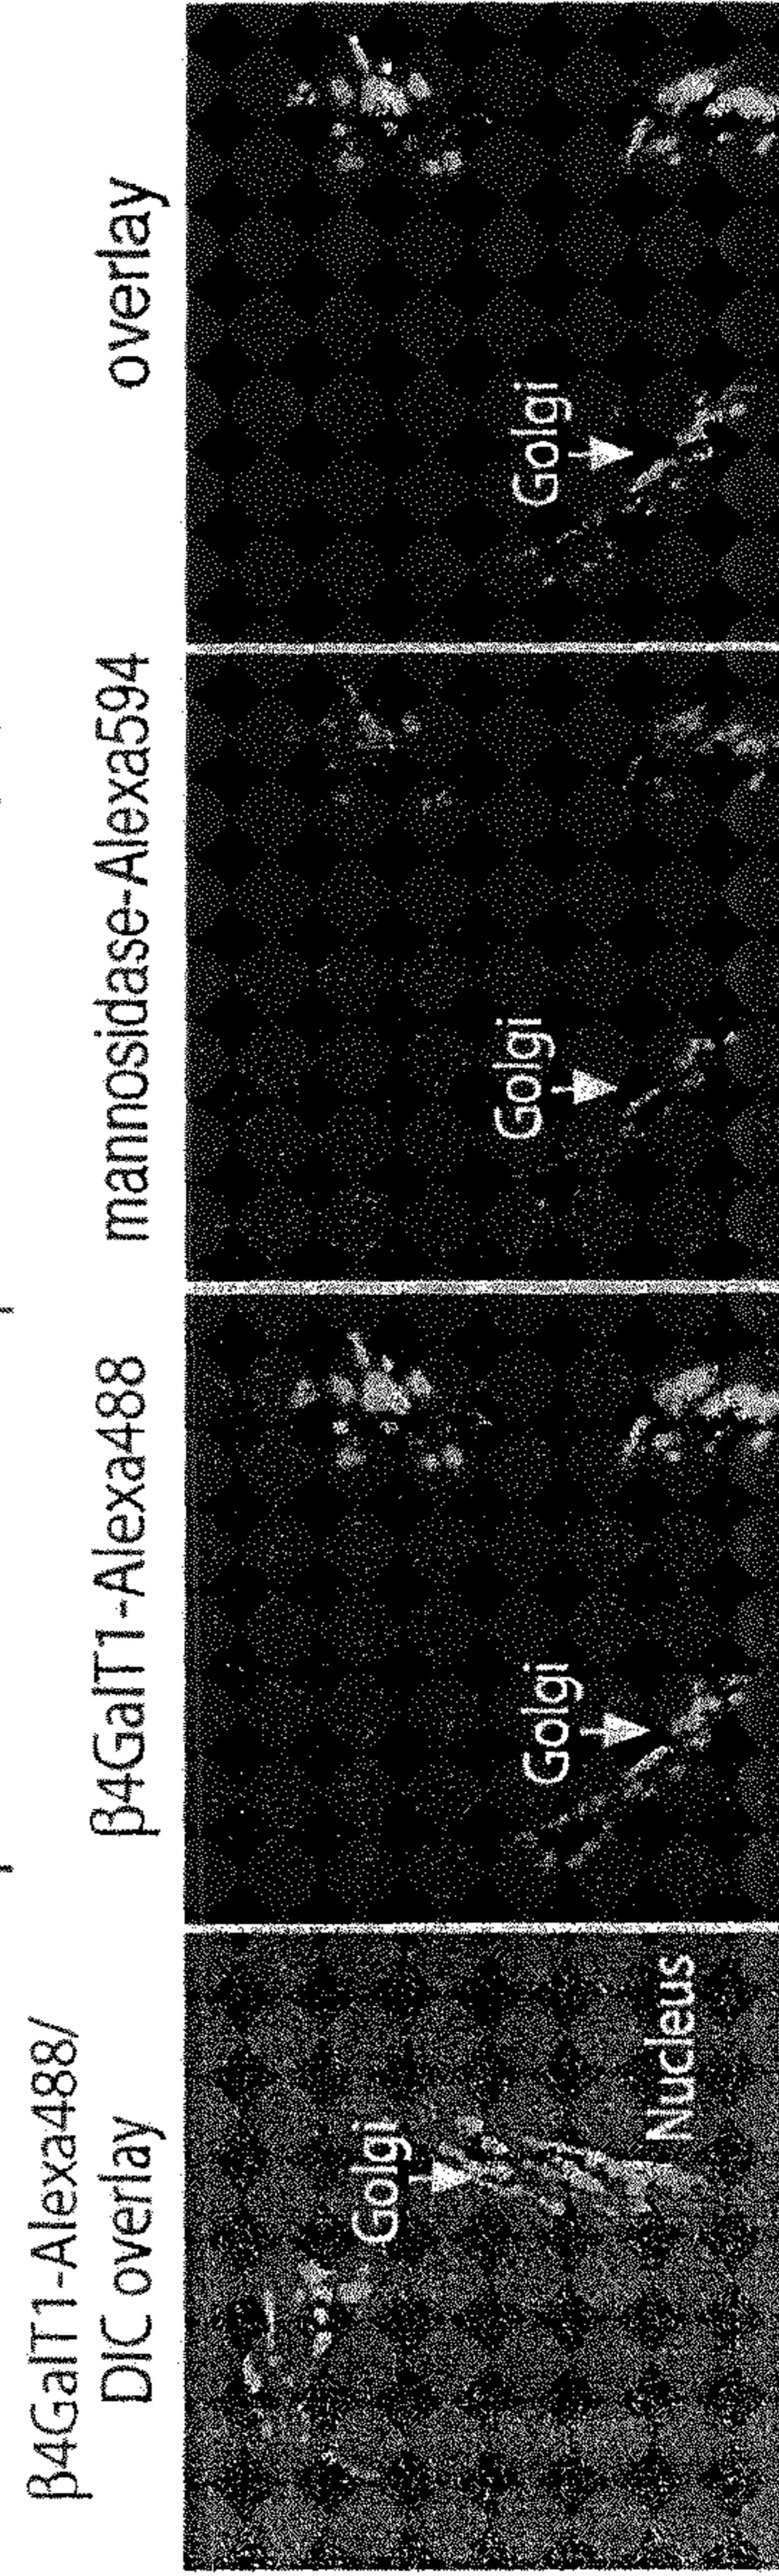 β4GalT1-Alexa488/
DIC overlay
β4GalT1-Alexa488
mannosidase-Alexa594
overlay
Golgi
Nucleus
Golgi
Golgi
Golgi